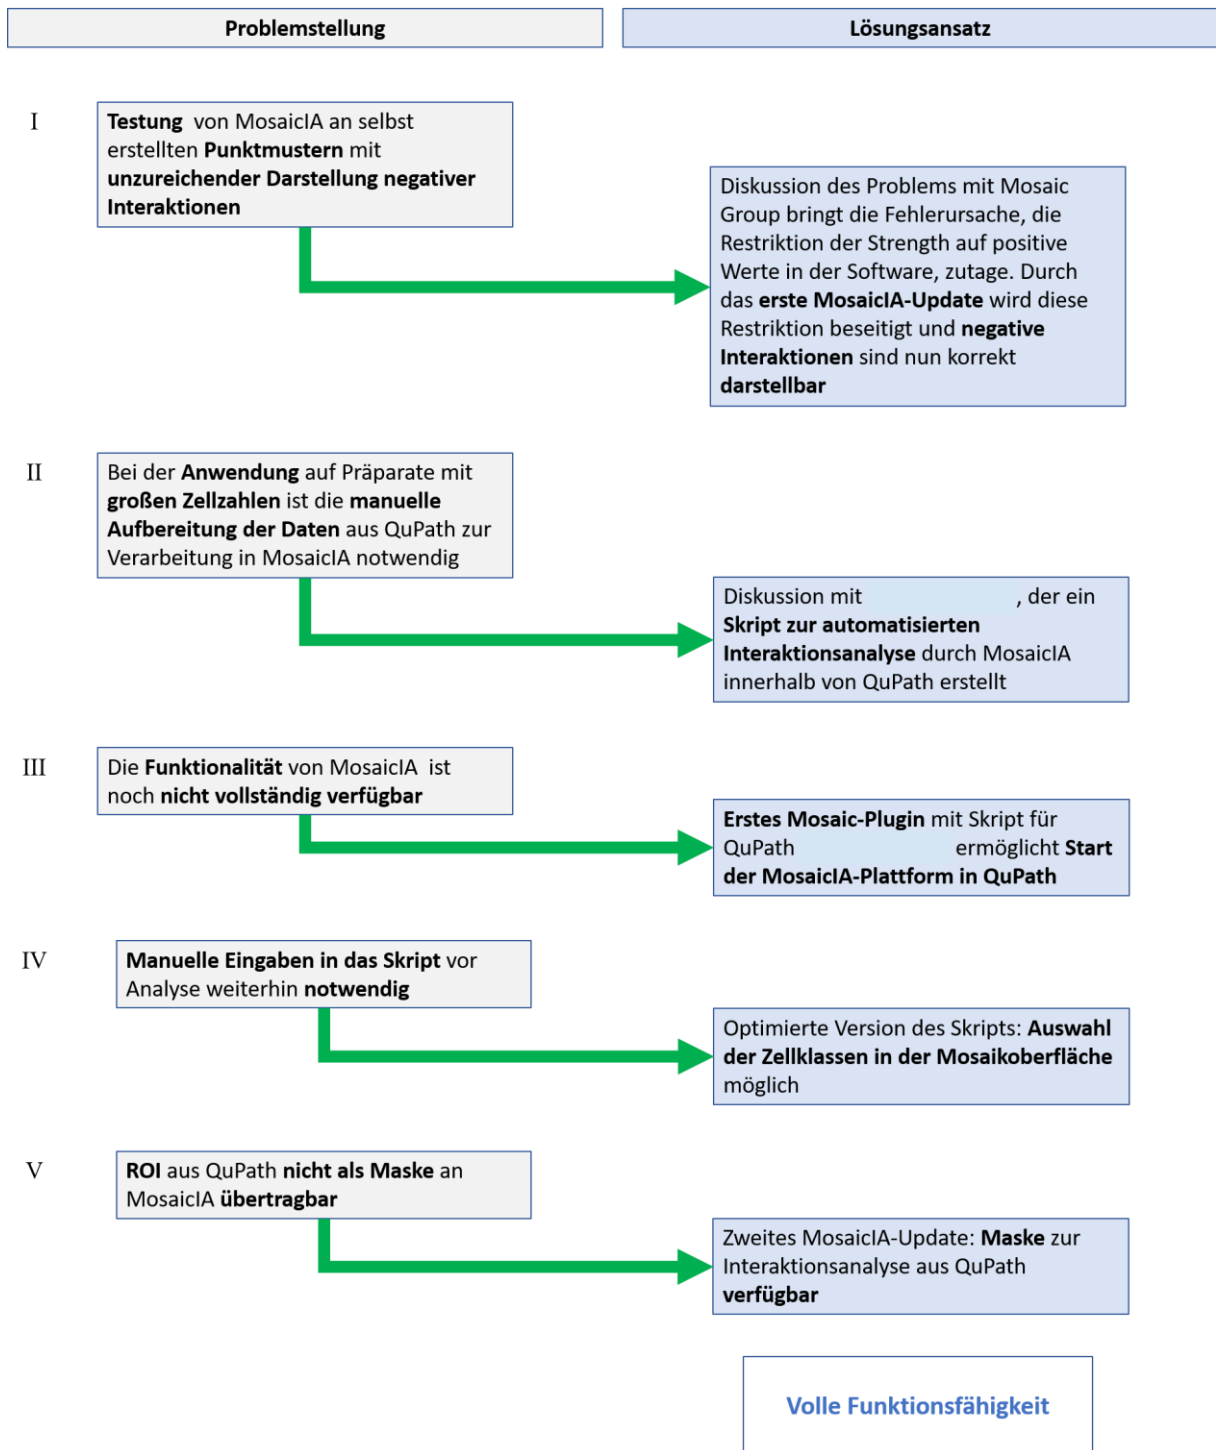 Problemstellung
Lösungsansatz
I
Testung von MosaicIA an selbst
erstellten Punktmustern mit
unzureichender Darstellung negativer
Interaktionen
Diskussion des Problems mit Mosaic
Group bringt die Fehlerursache, die
Restriktion der Strength auf positive
Werte in der Software, zutage. Durch
das erste MosaicIA-Update wird diese
Restriktion beseitigt und negative
Interaktionen sind nun korrekt
darstellbar
II
Bei der Anwendung auf Präparate mit
großen Zellzahlen ist die manuelle
Aufbereitung der Daten aus QuPath zur
Verarbeitung in MosaicIA notwendig
Diskussion mit , der ein
Skript zur automatisierten
Interaktionsanalyse durch MosaicIA
innerhalb von QuPath erstellt
III
Die Funktionalität von MosaicIA ist
noch nicht vollständig verfügbar
Erstes Mosaic-Plugin mit Skript für
QuPath ermöglicht Start
der MosaicIA-Plattform in QuPath
IV
Manuelle Eingaben in das Skript vor
Analyse weiterhin notwendig
Optimierte Version des Skripts: Auswahl
der Zellklassen in der Mosaikoberfläche
möglich
V
ROI aus QuPath nicht als Maske an
MosaicIA übertragbar
Zweites MosaicIA-Update: Maske zur
Interaktionsanalyse aus QuPath
verfügbar
Volle Funktionsfähigkeit